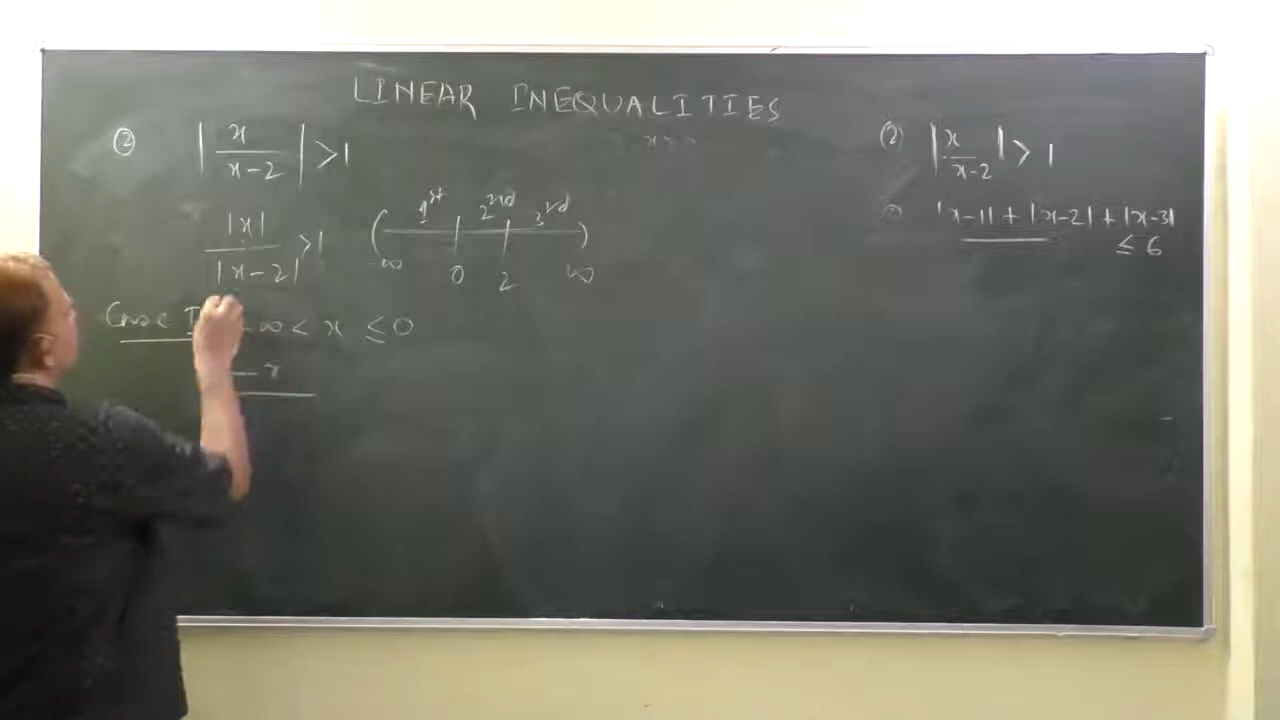 LINEAR INEQUALITIES
② |x/(x-2)| > 1
|x|/|x-2| > 1
1st 2nd 3rd
( )
-∞ 0 2 ∞
Case I -∞ < x ≤ 0
-x
(2) |x/(x-2)| > 1
|x-1| + |x-2| + |x-3|
≤ 6